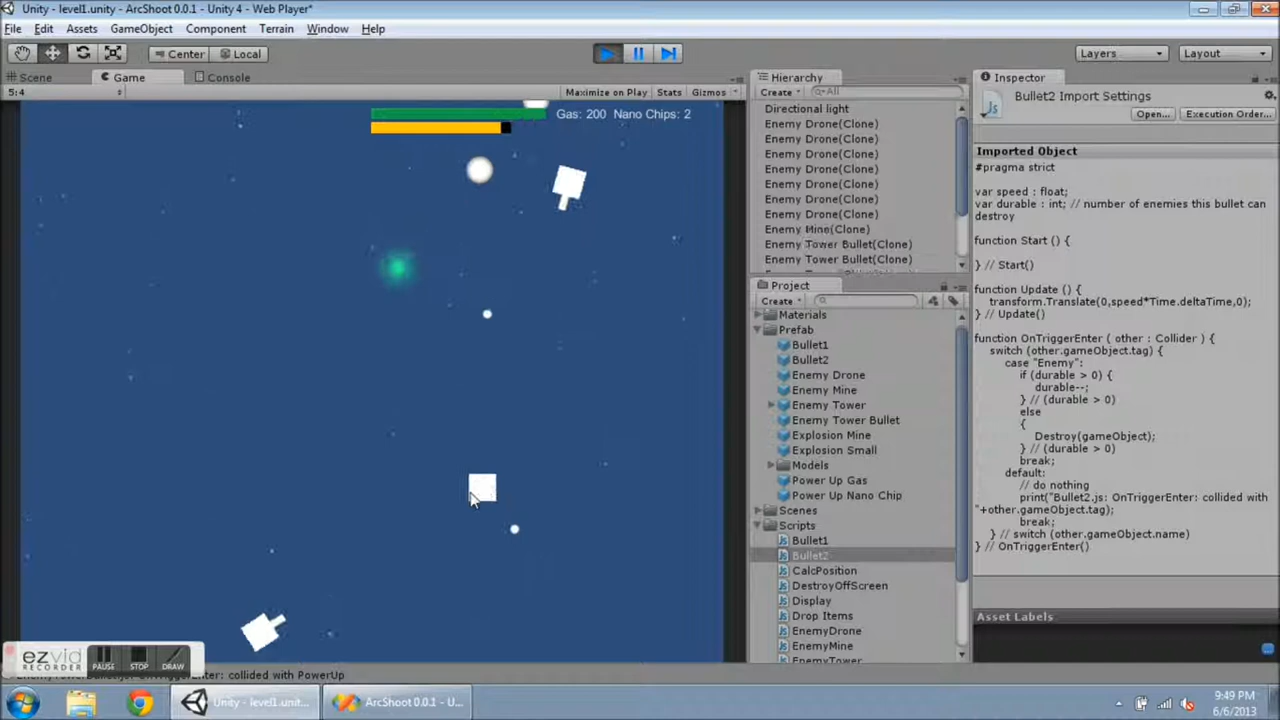 Unity - level1.unity - ArcShoot 0.0.1 - Unity 4 - Web Player*
File Edit Assets GameObject Component Terrain Window Help
Center Local Layers Layout
Scene Game Console
5:4 Maximize on Play Stats Gizmos
Gas: 200 Nano Chips: 2
Hierarchy
Create All
Directional light
Enemy Drone(Clone)
Enemy Drone(Clone)
Enemy Drone(Clone)
Enemy Drone(Clone)
Enemy Drone(Clone)
Enemy Drone(Clone)
Enemy Drone(Clone)
Enemy Mine(Clone)
Enemy Tower Bullet(Clone)
Enemy Tower Bullet(Clone)
Project
Create
Materials
Prefab
Bullet1
Bullet2
Enemy Drone
Enemy Mine
Enemy Tower
Enemy Tower Bullet
Explosion Mine
Explosion Small
Models
Power Up Gas
Power Up Nano Chip
Scenes
Scripts
Bullet1
Bullet2
CalcPosition
DestroyOffScreen
Display
Drop Items
EnemyDrone
EnemyMine
EnemyTower
Inspector
Bullet2 Import Settings
Open... Execution Order...
Imported Object
#pragma strict
var speed : float;
var durable : int; // number of enemies this bullet can
destroy
function Start () {
} // Start()
function Update () {
transform.Translate(0,speed*Time.deltaTime,0);
} // Update()
function OnTriggerEnter ( other : Collider ) {
switch (other.gameObject.tag) {
case "Enemy":
if (durable > 0) {
durable--;
} // (durable > 0)
else
{
Destroy(gameObject);
} // (durable > 0)
break;
default:
// do nothing
print("Bullet2.js: OnTriggerEnter: collided with
"+other.gameObject.tag);
break;
} // switch (other.gameObject.name)
} // OnTriggerEnter()
Asset Labels
ezvid
RECORDER
PAUSE STOP DRAW
collided with PowerUp
Unity - level1.unit... ArcShoot 0.0.1 - U...
9:49 PM
6/6/2013